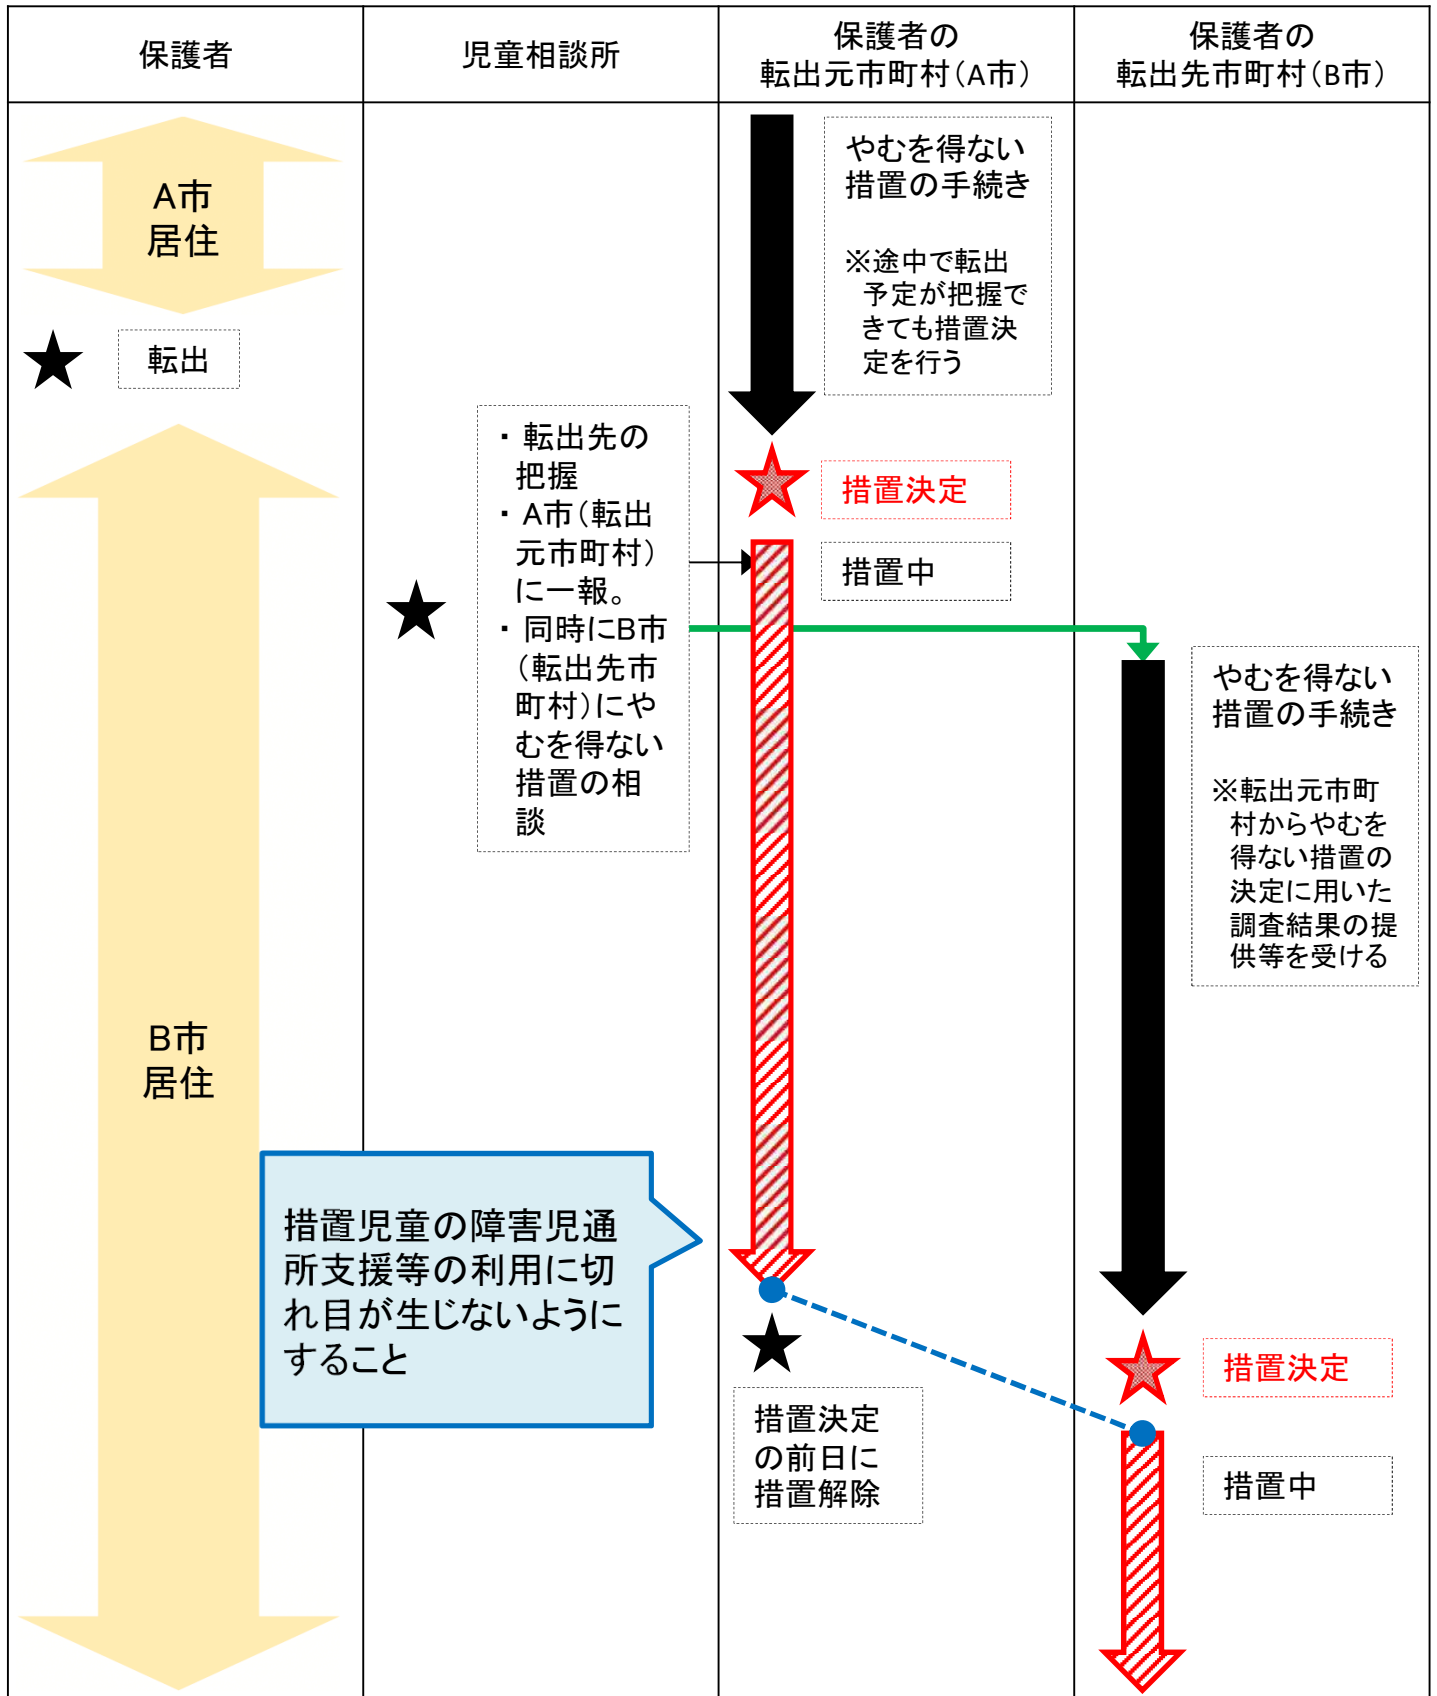 保護者
児童相談所
保護者の
転出元市町村（A市）
保護者の
転出先市町村（B市）
A市
居住
転出
B市
居住
・ 転出先の
把握
・ A市（転出
元市町村）
に一報。
・ 同時にB市
（転出先市
町村）にや
むを得ない
措置の相
談
やむを得ない
措置の手続き
※途中で転出
予定が把握で
きても措置決
定を行う
措置決定
措置中
やむを得ない
措置の手続き
※転出元市町
村からやむを
得ない措置の
決定に用いた
調査結果の提
供等を受ける
措置児童の障害児通
所支援等の利用に切
れ目が生じないように
すること
措置決定
の前日に
措置解除
措置決定
措置中